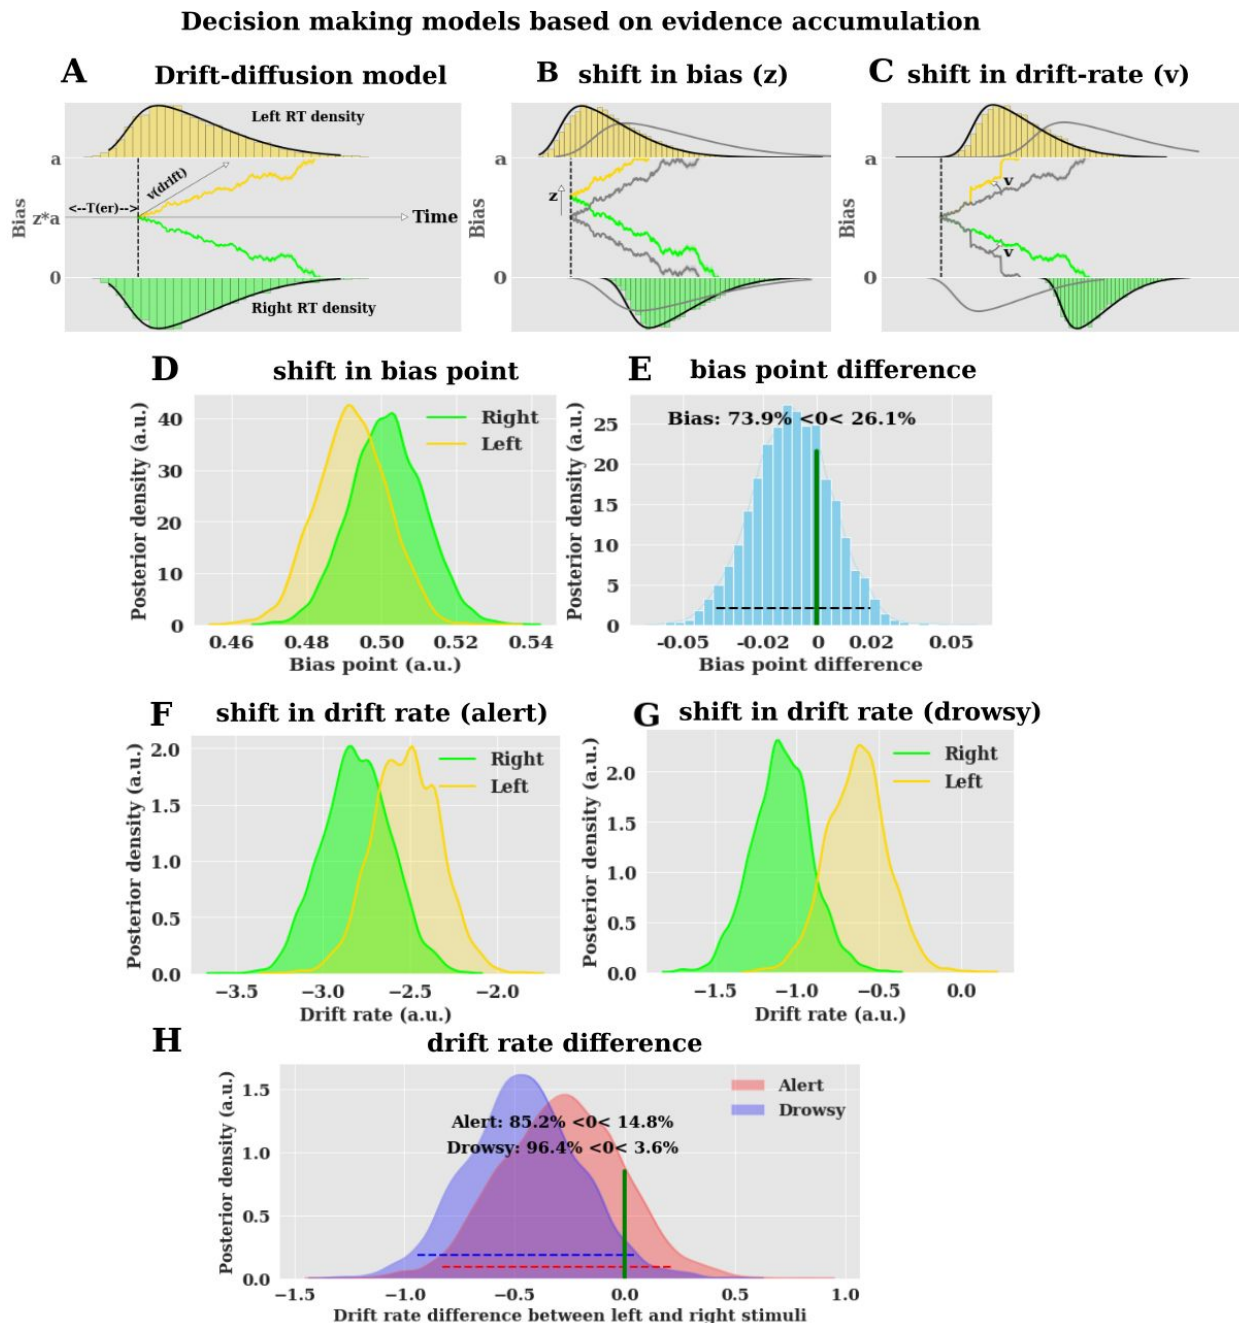 Decision making models based on evidence accumulation
A Drift-diffusion model
Left RT density
a
v(drift)
<--T(er)-->
z*a
Time
Bias
0
Right RT density
B shift in bias (z)
a
z
Bias
0
C shift in drift-rate (v)
a
v
Bias
v
0
D shift in bias point
Right
Left
40
30
20
10
0
Posterior density (a.u.)
0.46 0.48 0.50 0.52 0.54
Bias point (a.u.)
E bias point difference
Bias: 73.9% <0< 26.1%
25
20
15
10
5
0
Posterior density (a.u.)
-0.05 -0.02 0 0.02 0.05
Bias point difference
F shift in drift rate (alert)
Right
Left
2.0
1.5
1.0
0.5
0.0
Posterior density (a.u.)
−3.5 −3.0 −2.5 −2.0
Drift rate (a.u.)
G shift in drift rate (drowsy)
Right
Left
2.0
1.5
1.0
0.5
0.0
Posterior density (a.u.)
−1.5 −1.0 −0.5 0.0
Drift rate (a.u.)
H drift rate difference
Alert
Drowsy
Alert: 85.2% <0< 14.8%
Drowsy: 96.4% <0< 3.6%
1.5
1.0
0.5
0.0
Posterior density (a.u.)
−1.5 −1.0 −0.5 0.0 0.5 1.0
Drift rate difference between left and right stimuli